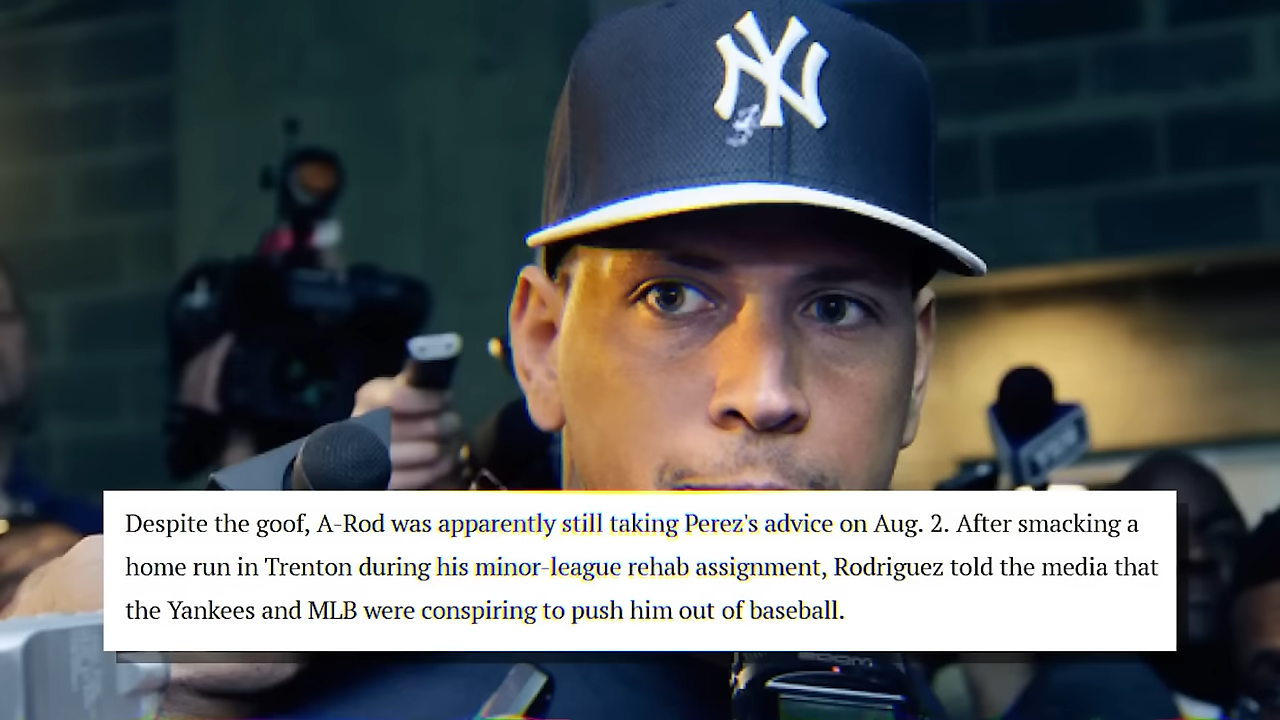 NY
Despite the goof, A-Rod was apparently still taking Perez's advice on Aug. 2. After smacking a
home run in Trenton during his minor-league rehab assignment, Rodriguez told the media that
the Yankees and MLB were conspiring to push him out of baseball.
zoom